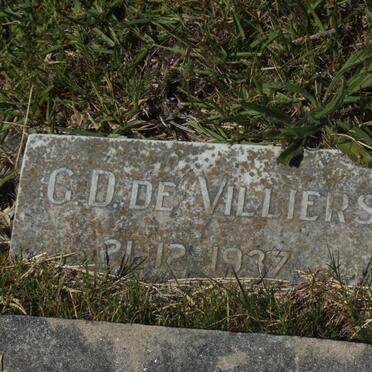 G. D. DE VILLIERS
21.12.1937